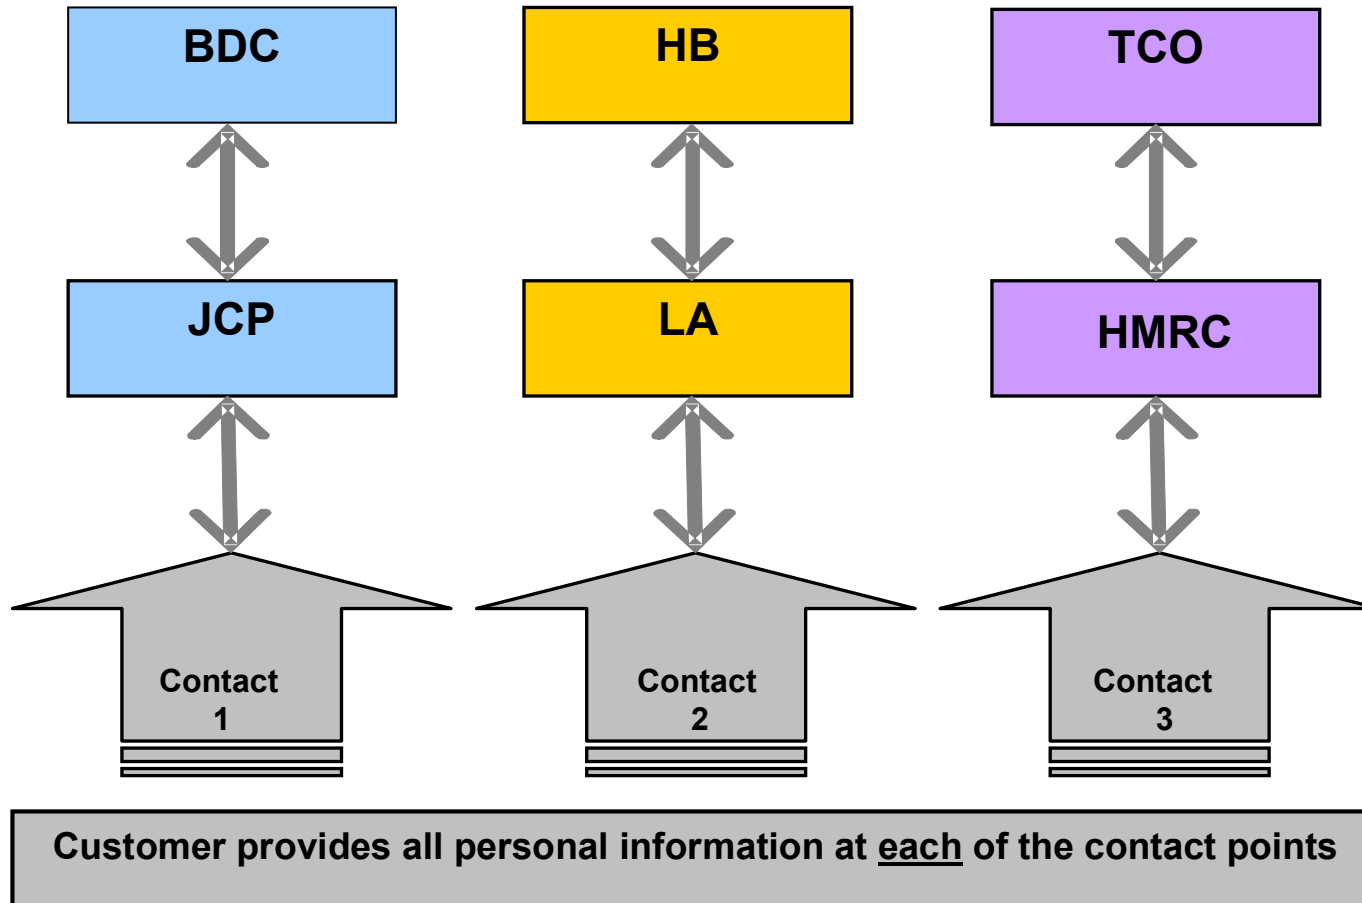 BDC
HB
TCO
JCP
LA
HMRC
Contact
1
Contact
2
Contact
3
Customer provides all personal information at each of the contact points